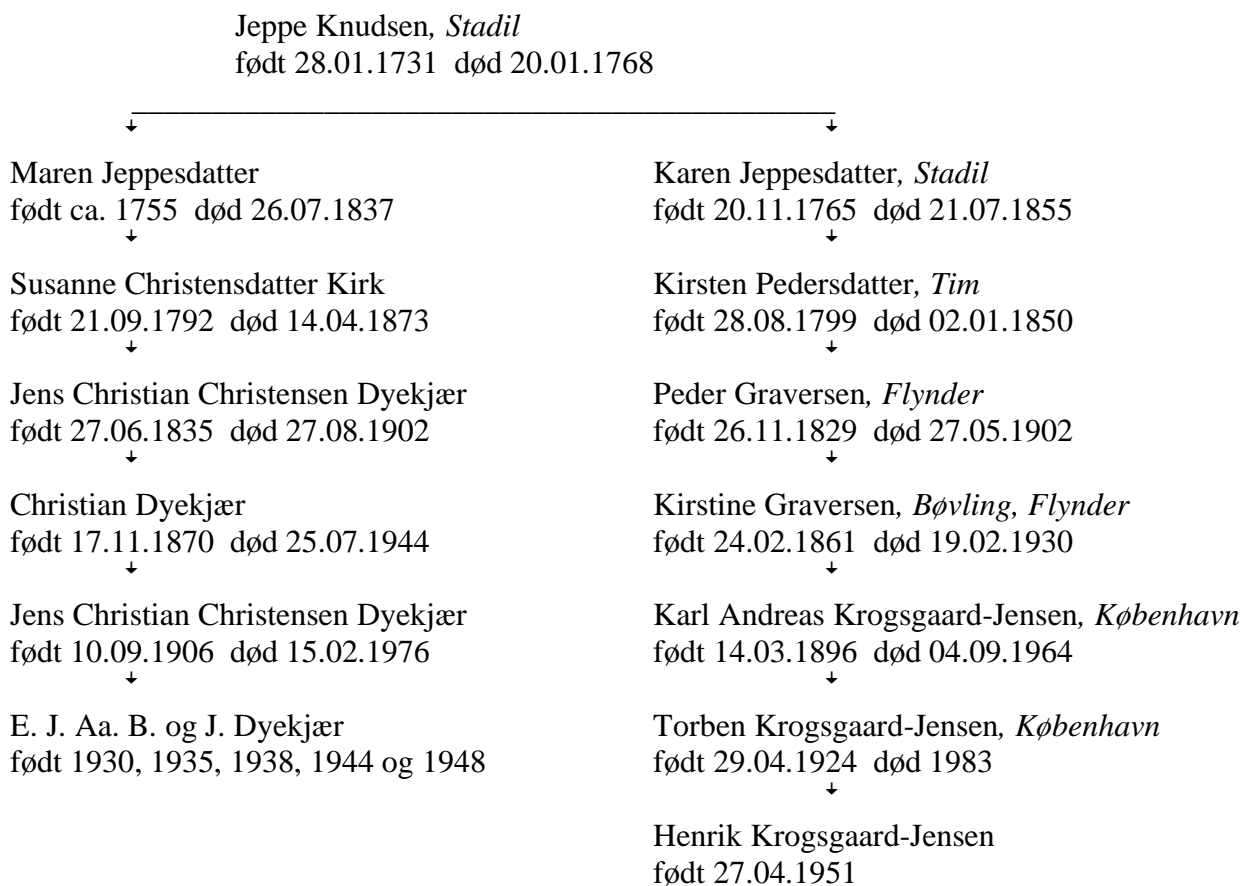 Jeppe Knudsen, Stadil
født 28.01.1731 død 20.01.1768
Maren Jeppesdatter
født ca. 1755 død 26.07.1837
Susanne Christensdatter Kirk
født 21.09.1792 død 14.04.1873
Jens Christian Christensen Dyekjær
født 27.06.1835 død 27.08.1902
Christian Dyekjær
født 17.11.1870 død 25.07.1944
Jens Christian Christensen Dyekjær
født 10.09.1906 død 15.02.1976
E. J. Aa. B. og J. Dyekjær
født 1930, 1935, 1938, 1944 og 1948
Karen Jeppesdatter, Stadil
født 20.11.1765 død 21.07.1855
Kirsten Pedersdatter, Tim
født 28.08.1799 død 02.01.1850
Peder Graversen, Flynder
født 26.11.1829 død 27.05.1902
Kirstine Graversen, Bøvling, Flynder
født 24.02.1861 død 19.02.1930
Karl Andreas Krogsgaard-Jensen, København
født 14.03.1896 død 04.09.1964
Torben Krogsgaard-Jensen, København
født 29.04.1924 død 1983
Henrik Krogsgaard-Jensen
født 27.04.1951